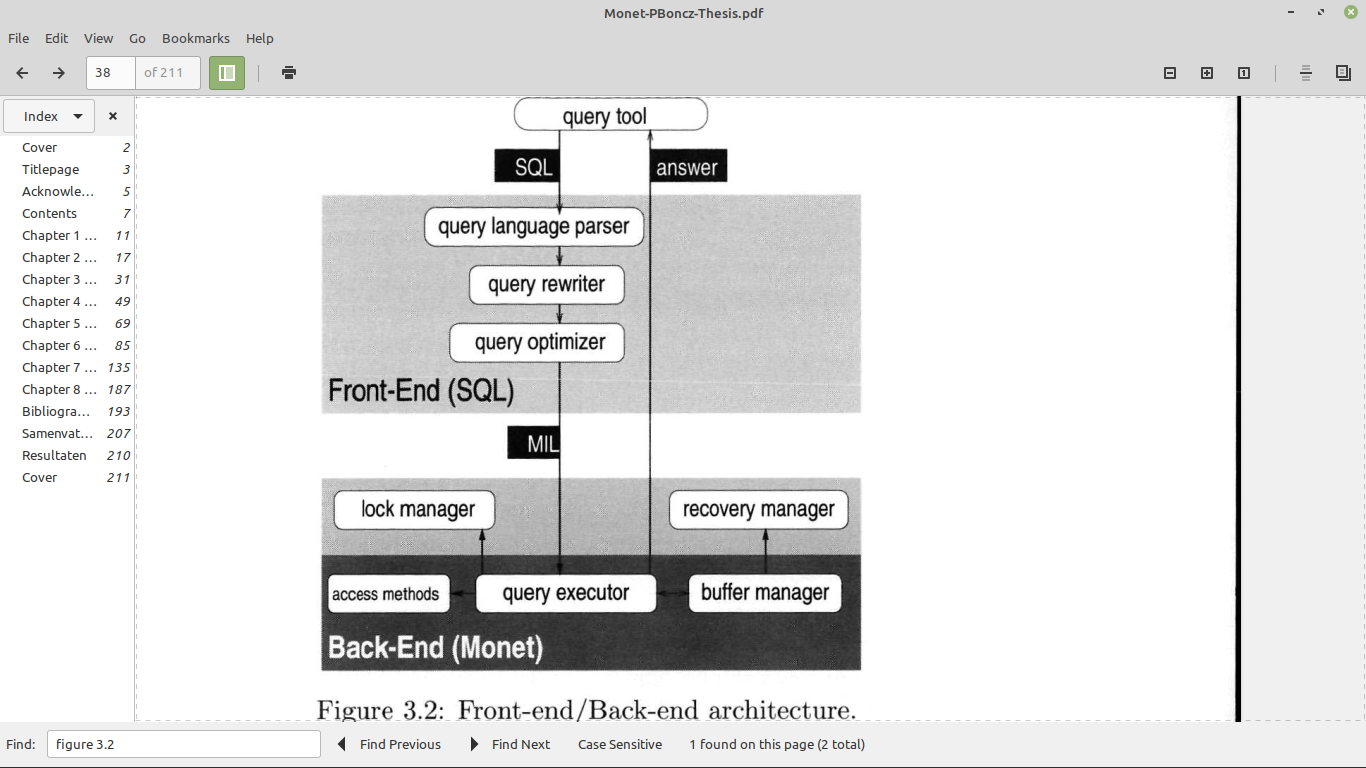 Monet-PBoncz-Thesis.pdf
File Edit View Go Bookmarks Help
38 of 211
Index
Cover 2
Titlepage 3
Acknowle... 5
Contents 7
Chapter 1 ... 11
Chapter 2 ... 17
Chapter 3 ... 31
Chapter 4 ... 49
Chapter 5 ... 69
Chapter 6 ... 85
Chapter 7 ... 135
Chapter 8 ... 187
Bibliogra... 193
Samenvat... 207
Resultaten 210
Cover 211
query tool
SQL answer
query language parser
query rewriter
query optimizer
Front-End (SQL)
MIL
lock manager recovery manager
access methods query executor buffer manager
Back-End (Monet)
Figure 3.2: Front-end/Back-end architecture.
Find: figure 3.2 Find Previous Find Next Case Sensitive 1 found on this page (2 total)